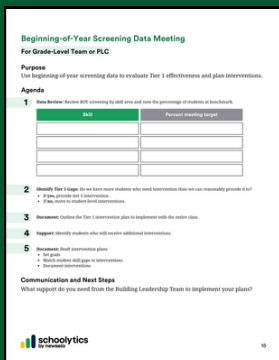 Beginning-of-Year Screening Data Meeting
For Grade-Level Team or PLC
Purpose
Use beginning-of-year screening data to evaluate Tier 1 effectiveness and plan interventions.
Agenda
1 Data Review: Review BOY screening by skill area and note the percentage of students at benchmark.
Skill Percent meeting target
2 Identify Tier 1 Gaps: Do we have more students who need intervention than we can reasonably provide it to?
• If yes, provide tier 1 intervention.
• If no, move to student level interventions.
3 Document: Outline the Tier 1 intervention plan to implement with the entire class.
4 Support: Identify students who will receive additional interventions.
5 Document: Draft intervention plans
• Set goals
• Match student skill gaps to interventions
• Document interventions
Communication and Next Steps
What support do you need from the Building Leadership Team to implement your plans?
schoolytics
by newsela
16